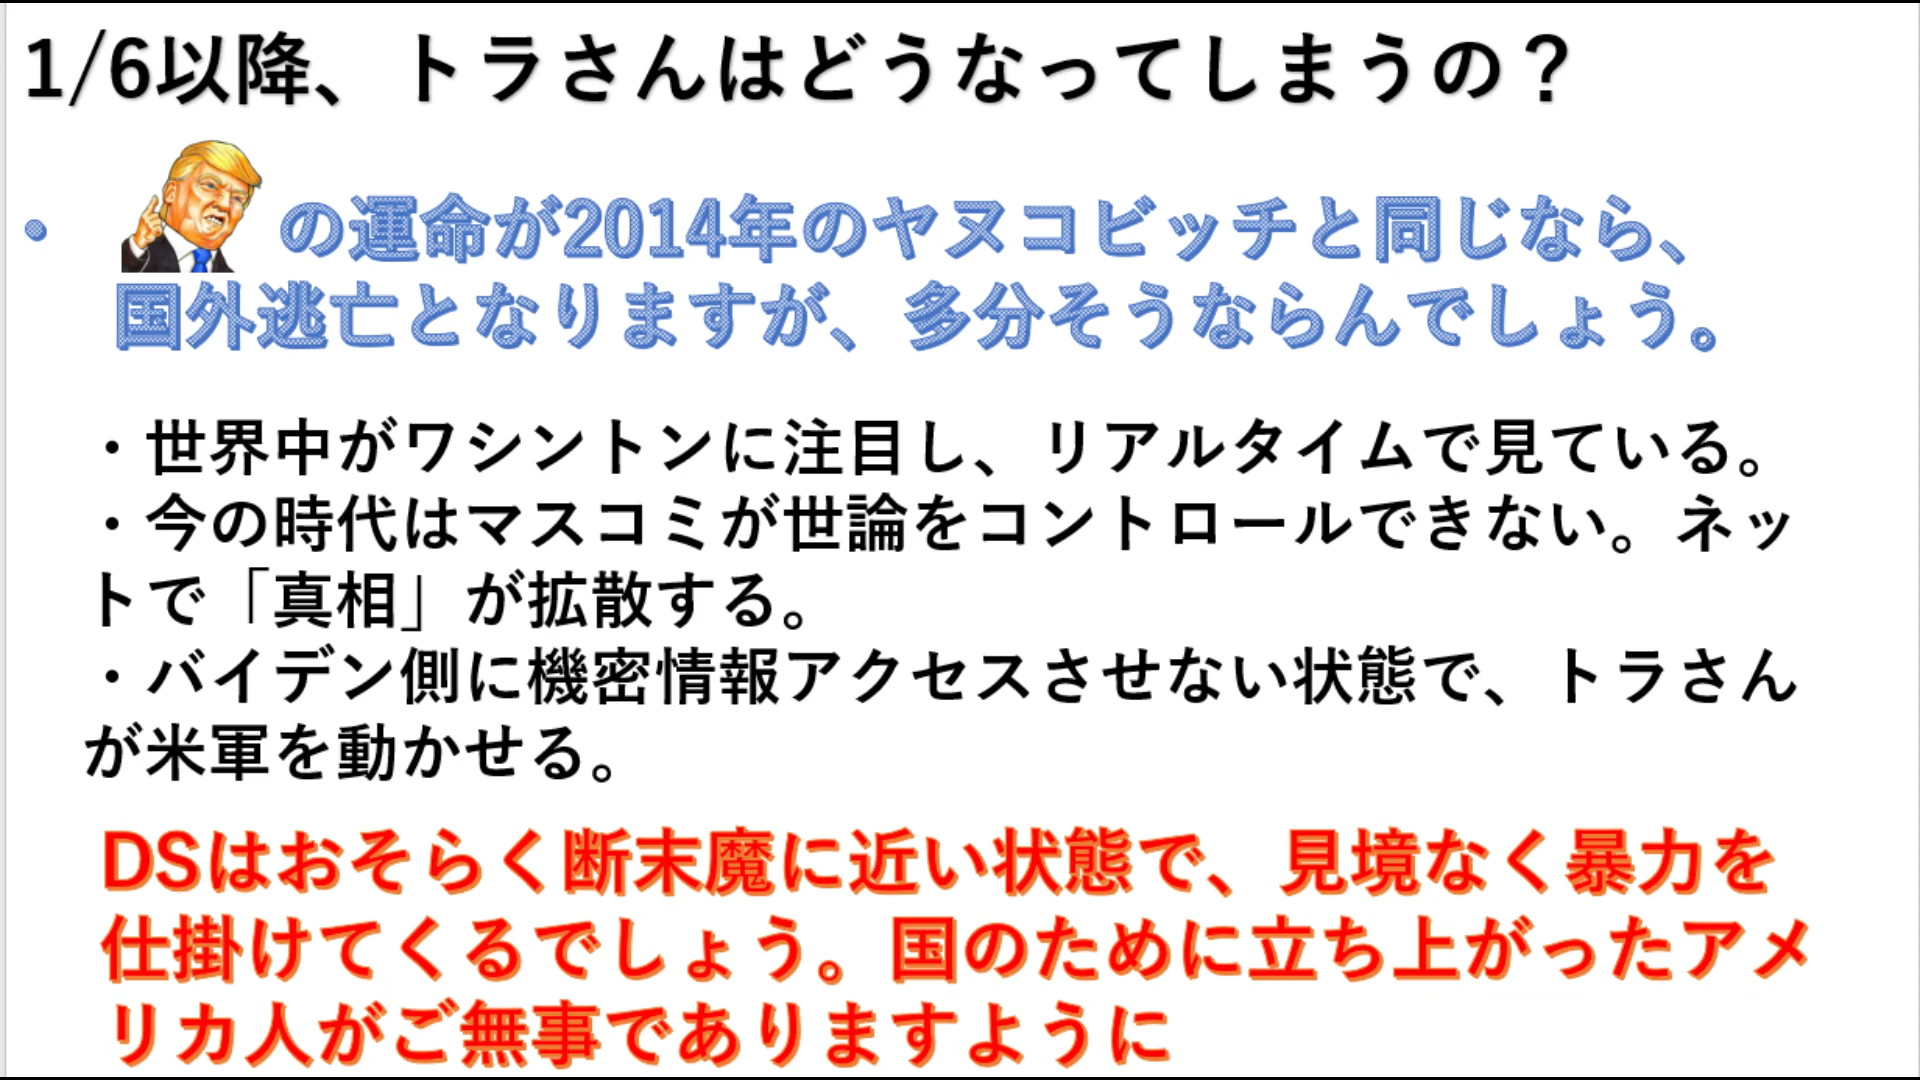 1/6以降、トラさんはどうなってしまうの？
・ の運命が2014年のヤヌコビッチと同じなら、
国外逃亡となりますが、多分そうならんでしょう。
・世界中がワシントンに注目し、リアルタイムで見ている。
・今の時代はマスコミが世論をコントロールできない。ネッ
トで「真相」が拡散する。
・バイデン側に機密情報アクセスさせない状態で、トラさん
が米軍を動かせる。
DSはおそらく断末魔に近い状態で、見境なく暴力を
仕掛けてくるでしょう。国のために立ち上がったアメ
リカ人がご無事でありますように